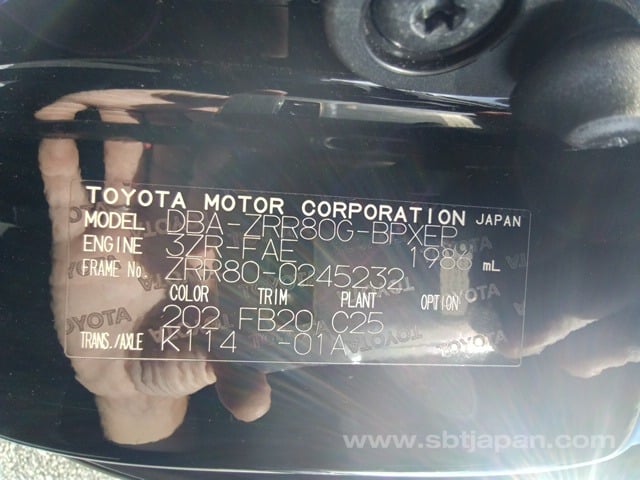 TOYOTA MOTOR CORPORATION JAPAN
MODEL DBA-ZRR80G-BPXEP
ENGINE 3ZR-FAE 1986 mL
FRAME No. ZRR80-0245232
COLOR TRIM PLANT OPTION
202 FB20 C25
TRANS./AXLE K114 -01A
www.sbtjapan.com